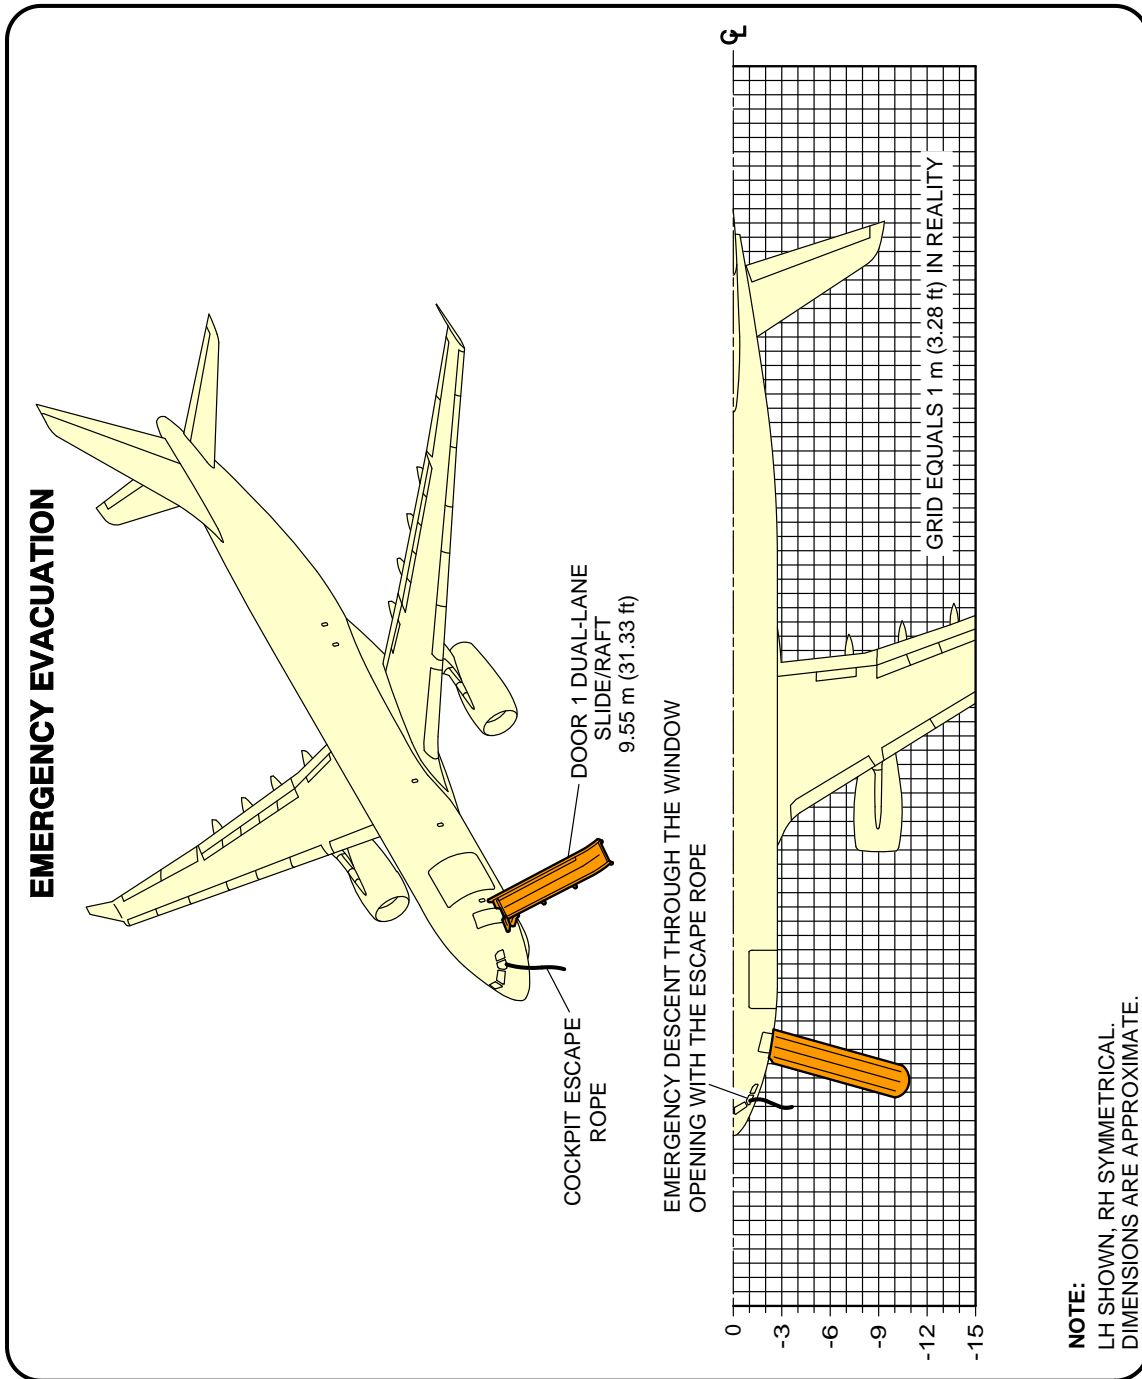 EMERGENCY EVACUATION
DOOR 1 DUAL-LANE
SLIDE/RAFT
9.55 m (31.33 ft)
COCKPIT ESCAPE
ROPE
EMERGENCY DESCENT THROUGH THE WINDOW
OPENING WITH THE ESCAPE ROPE
GRID EQUALS 1 m (3.28 ft) IN REALITY
℄
0
-3
-6
-9
-12
-15
NOTE:
LH SHOWN, RH SYMMETRICAL.
DIMENSIONS ARE APPROXIMATE.